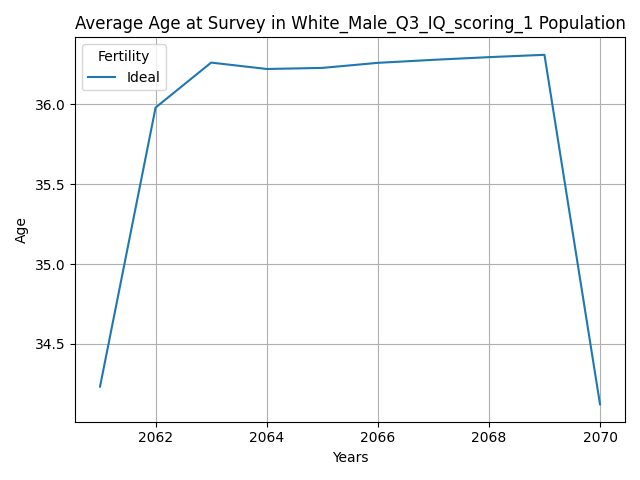 Average Age at Survey in White_Male_Q3_IQ_scoring_1 Population
Fertility
Ideal
36.0
35.5
35.0
34.5
Age
2062 2064 2066 2068 2070
Years